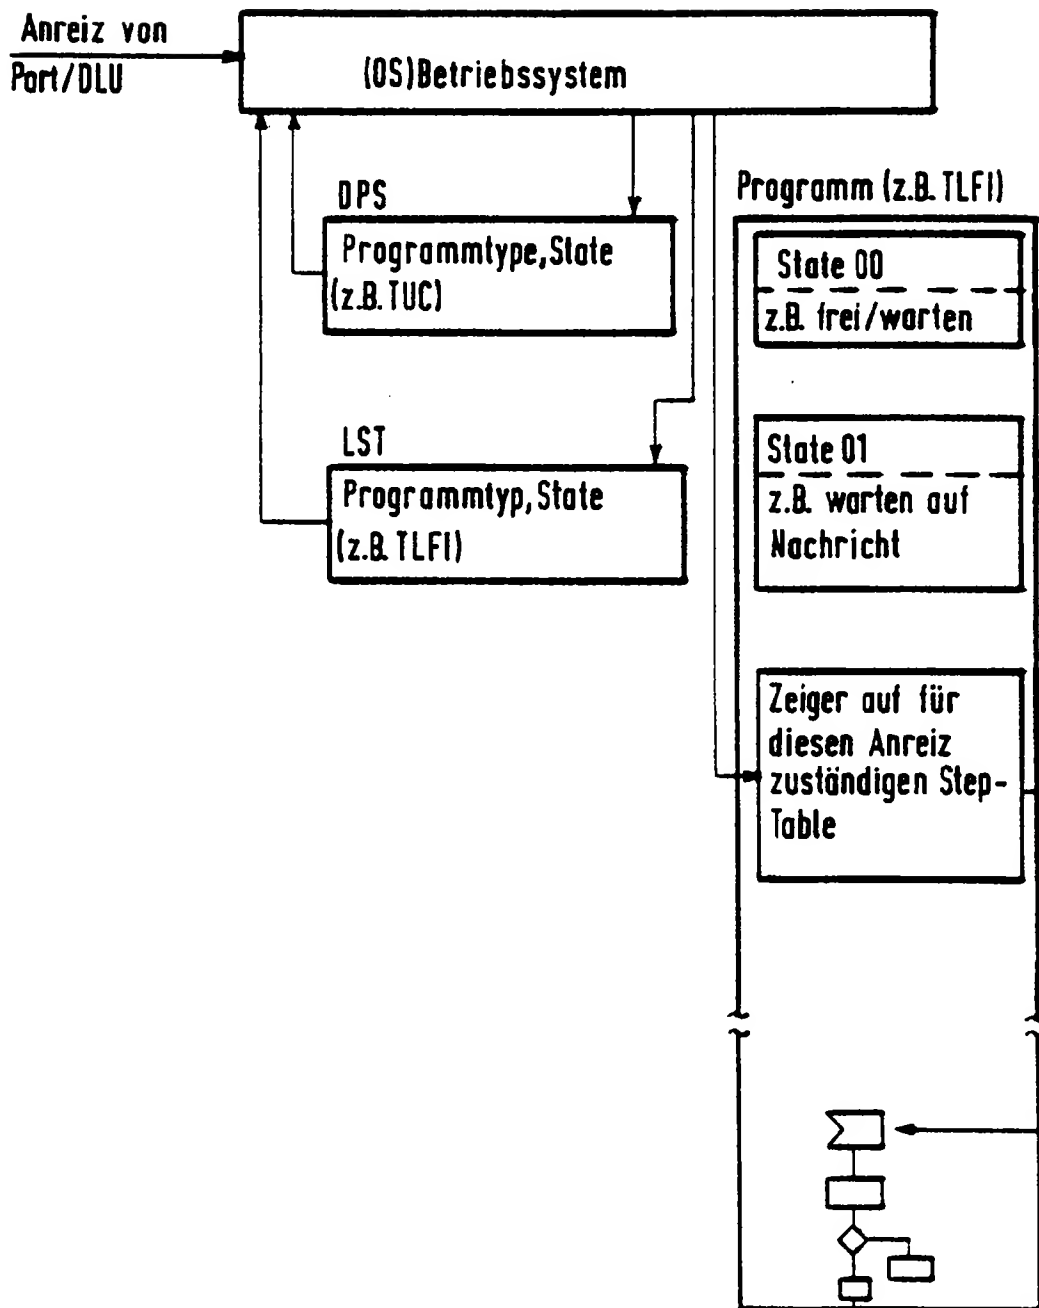 Anreiz von
Port/DLU
(OS)Betriebssystem
DPS
Programmtype,State
(z.B.TUC)
LST
Programmtyp,State
(z.B.TLFI)
Programm (z.B.TLFI)
State 00
z.B. frei/warten
State 01
z.B. warten auf
Nachricht
Zeiger auf für
diesen Anreiz
zuständigen Step-
Table